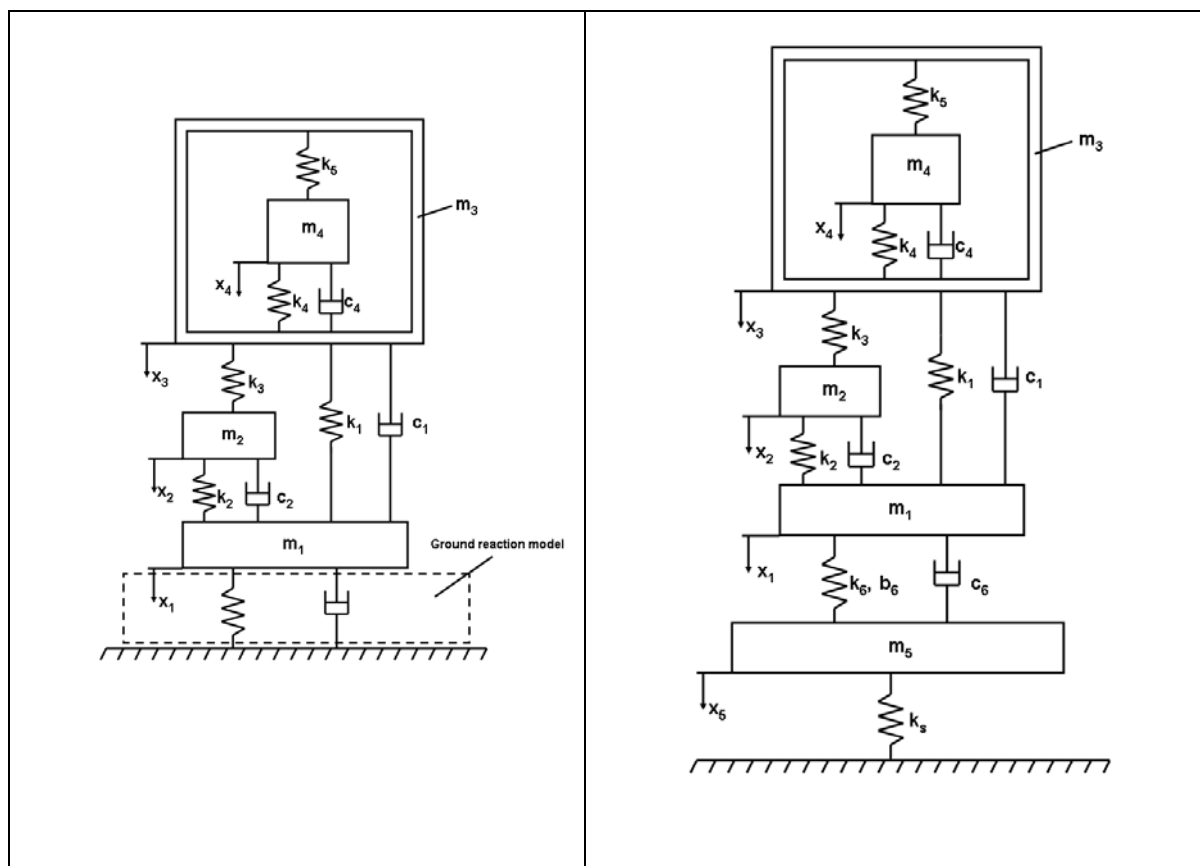 k5
m4
m3
x4
k4
c4
x3
k3
m2
k1
c1
x2
k2
c2
m1
Ground reaction model
x1
k5
m4
m3
x4
k4
c4
x3
k3
m2
k1
c1
x2
k2
c2
m1
x1
k6, b6
c6
m5
x5
ks